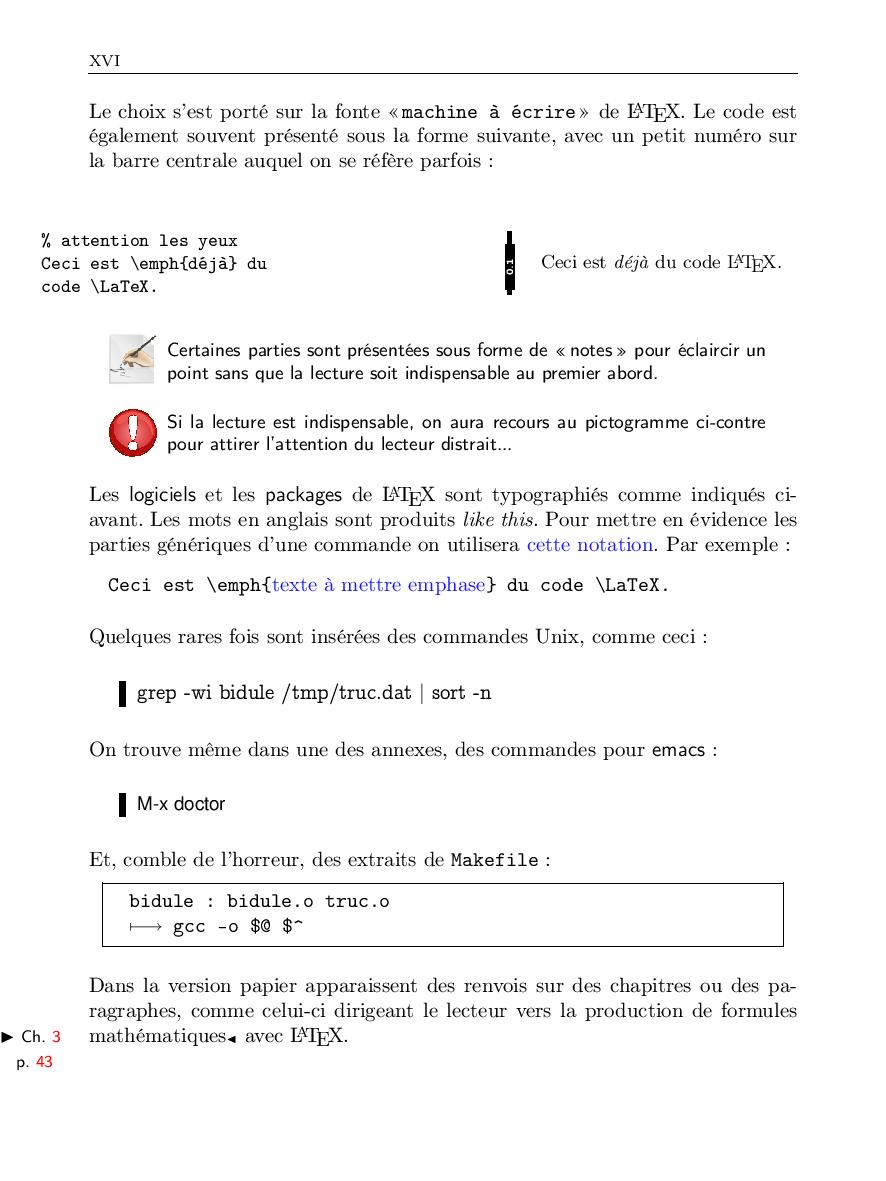 XVI
Le choix s'est porté sur la fonte « machine à écrire » de LATEX. Le code est
également souvent présenté sous la forme suivante, avec un petit numéro sur
la barre centrale auquel on se réfère parfois :
% attention les yeux
Ceci est \emph{déjà} du
code \LaTeX.
0.1
Ceci est déjà du code LATEX.
Certaines parties sont présentées sous forme de « notes » pour éclaircir un
point sans que la lecture soit indispensable au premier abord.
Si la lecture est indispensable, on aura recours au pictogramme ci-contre
pour attirer l'attention du lecteur distrait...
Les logiciels et les packages de LATEX sont typographiés comme indiqués ci-
avant. Les mots en anglais sont produits like this. Pour mettre en évidence les
parties génériques d'une commande on utilisera cette notation. Par exemple :
Ceci est \emph{texte à mettre emphase} du code \LaTeX.
Quelques rares fois sont insérées des commandes Unix, comme ceci :
grep -wi bidule /tmp/truc.dat | sort -n
On trouve même dans une des annexes, des commandes pour emacs :
M-x doctor
Et, comble de l'horreur, des extraits de Makefile :
bidule : bidule.o truc.o
⟼ gcc -o $@ $^
Dans la version papier apparaissent des renvois sur des chapitres ou des pa-
ragraphes, comme celui-ci dirigeant le lecteur vers la production de formules
mathématiques◄ avec LATEX.
► Ch. 3
p. 43